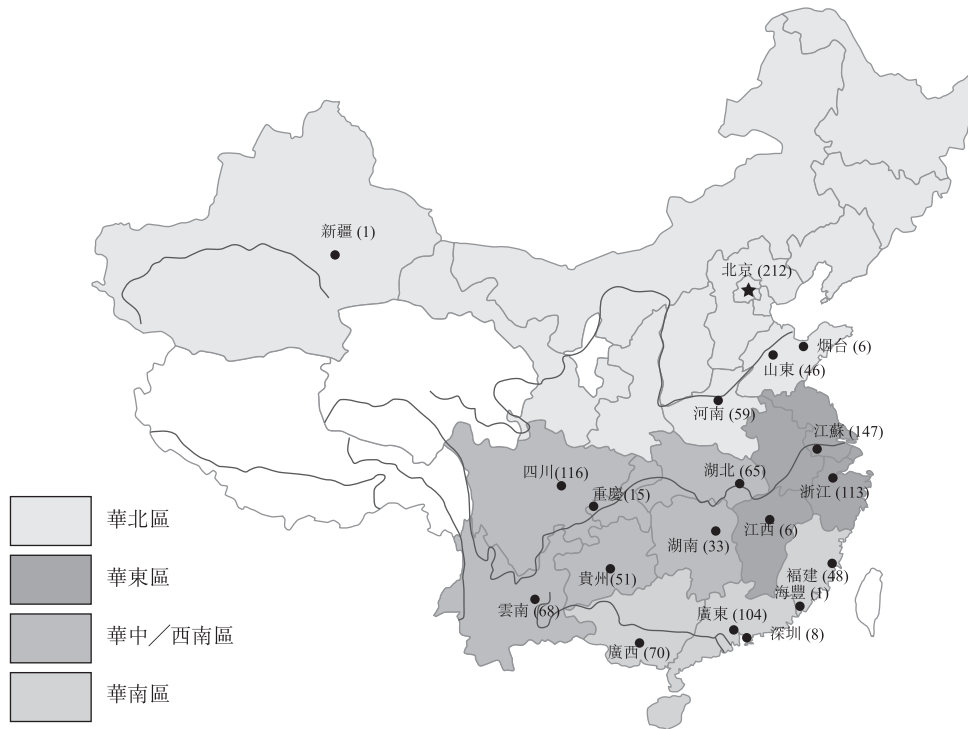 新疆 (1)
北京 (212)
烟台 (6)
山東 (46)
河南 (59)
江蘇 (147)
四川 (116)
湖北 (65)
重慶(15)
浙江 (113)
江西 (6)
湖南 (33)
貴州 (51)
福建 (48)
海豐 (1)
雲南 (68)
廣東 (104)
深圳 (8)
廣西 (70)
華北區
華東區
華中／西南區
華南區